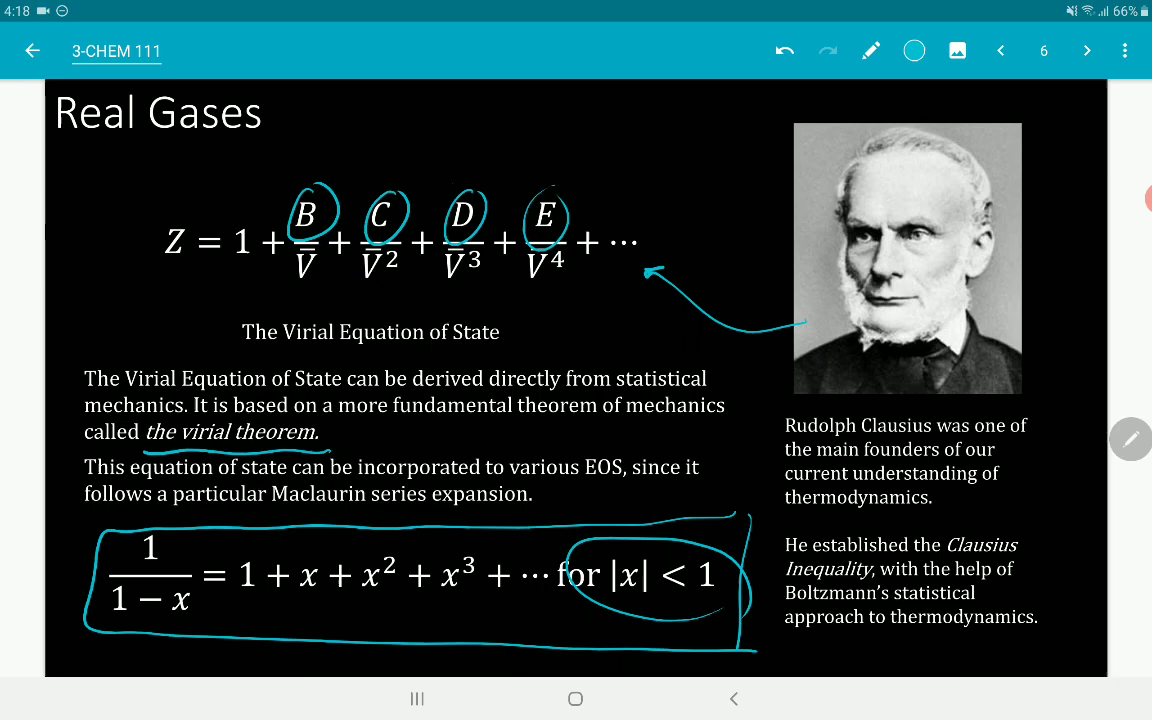 4:18
66%
3-CHEM 111
6
Real Gases
Z = 1 + B/V̄ + C/V̄² + D/V̄³ + E/V̄⁴ + ⋯
The Virial Equation of State
The Virial Equation of State can be derived directly from statistical
mechanics. It is based on a more fundamental theorem of mechanics
called the virial theorem.
This equation of state can be incorporated to various EOS, since it
follows a particular Maclaurin series expansion.
1/(1 − x) = 1 + x + x² + x³ + ⋯ for |x| < 1
Rudolph Clausius was one of
the main founders of our
current understanding of
thermodynamics.
He established the Clausius
Inequality, with the help of
Boltzmann's statistical
approach to thermodynamics.